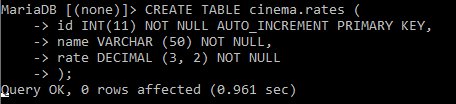 MariaDB [(none)]> CREATE TABLE cinema.rates (
-> id INT(11) NOT NULL AUTO_INCREMENT PRIMARY KEY,
-> name VARCHAR (50) NOT NULL,
-> rate DECIMAL (3, 2) NOT NULL
-> );
Query OK, 0 rows affected (0.961 sec)